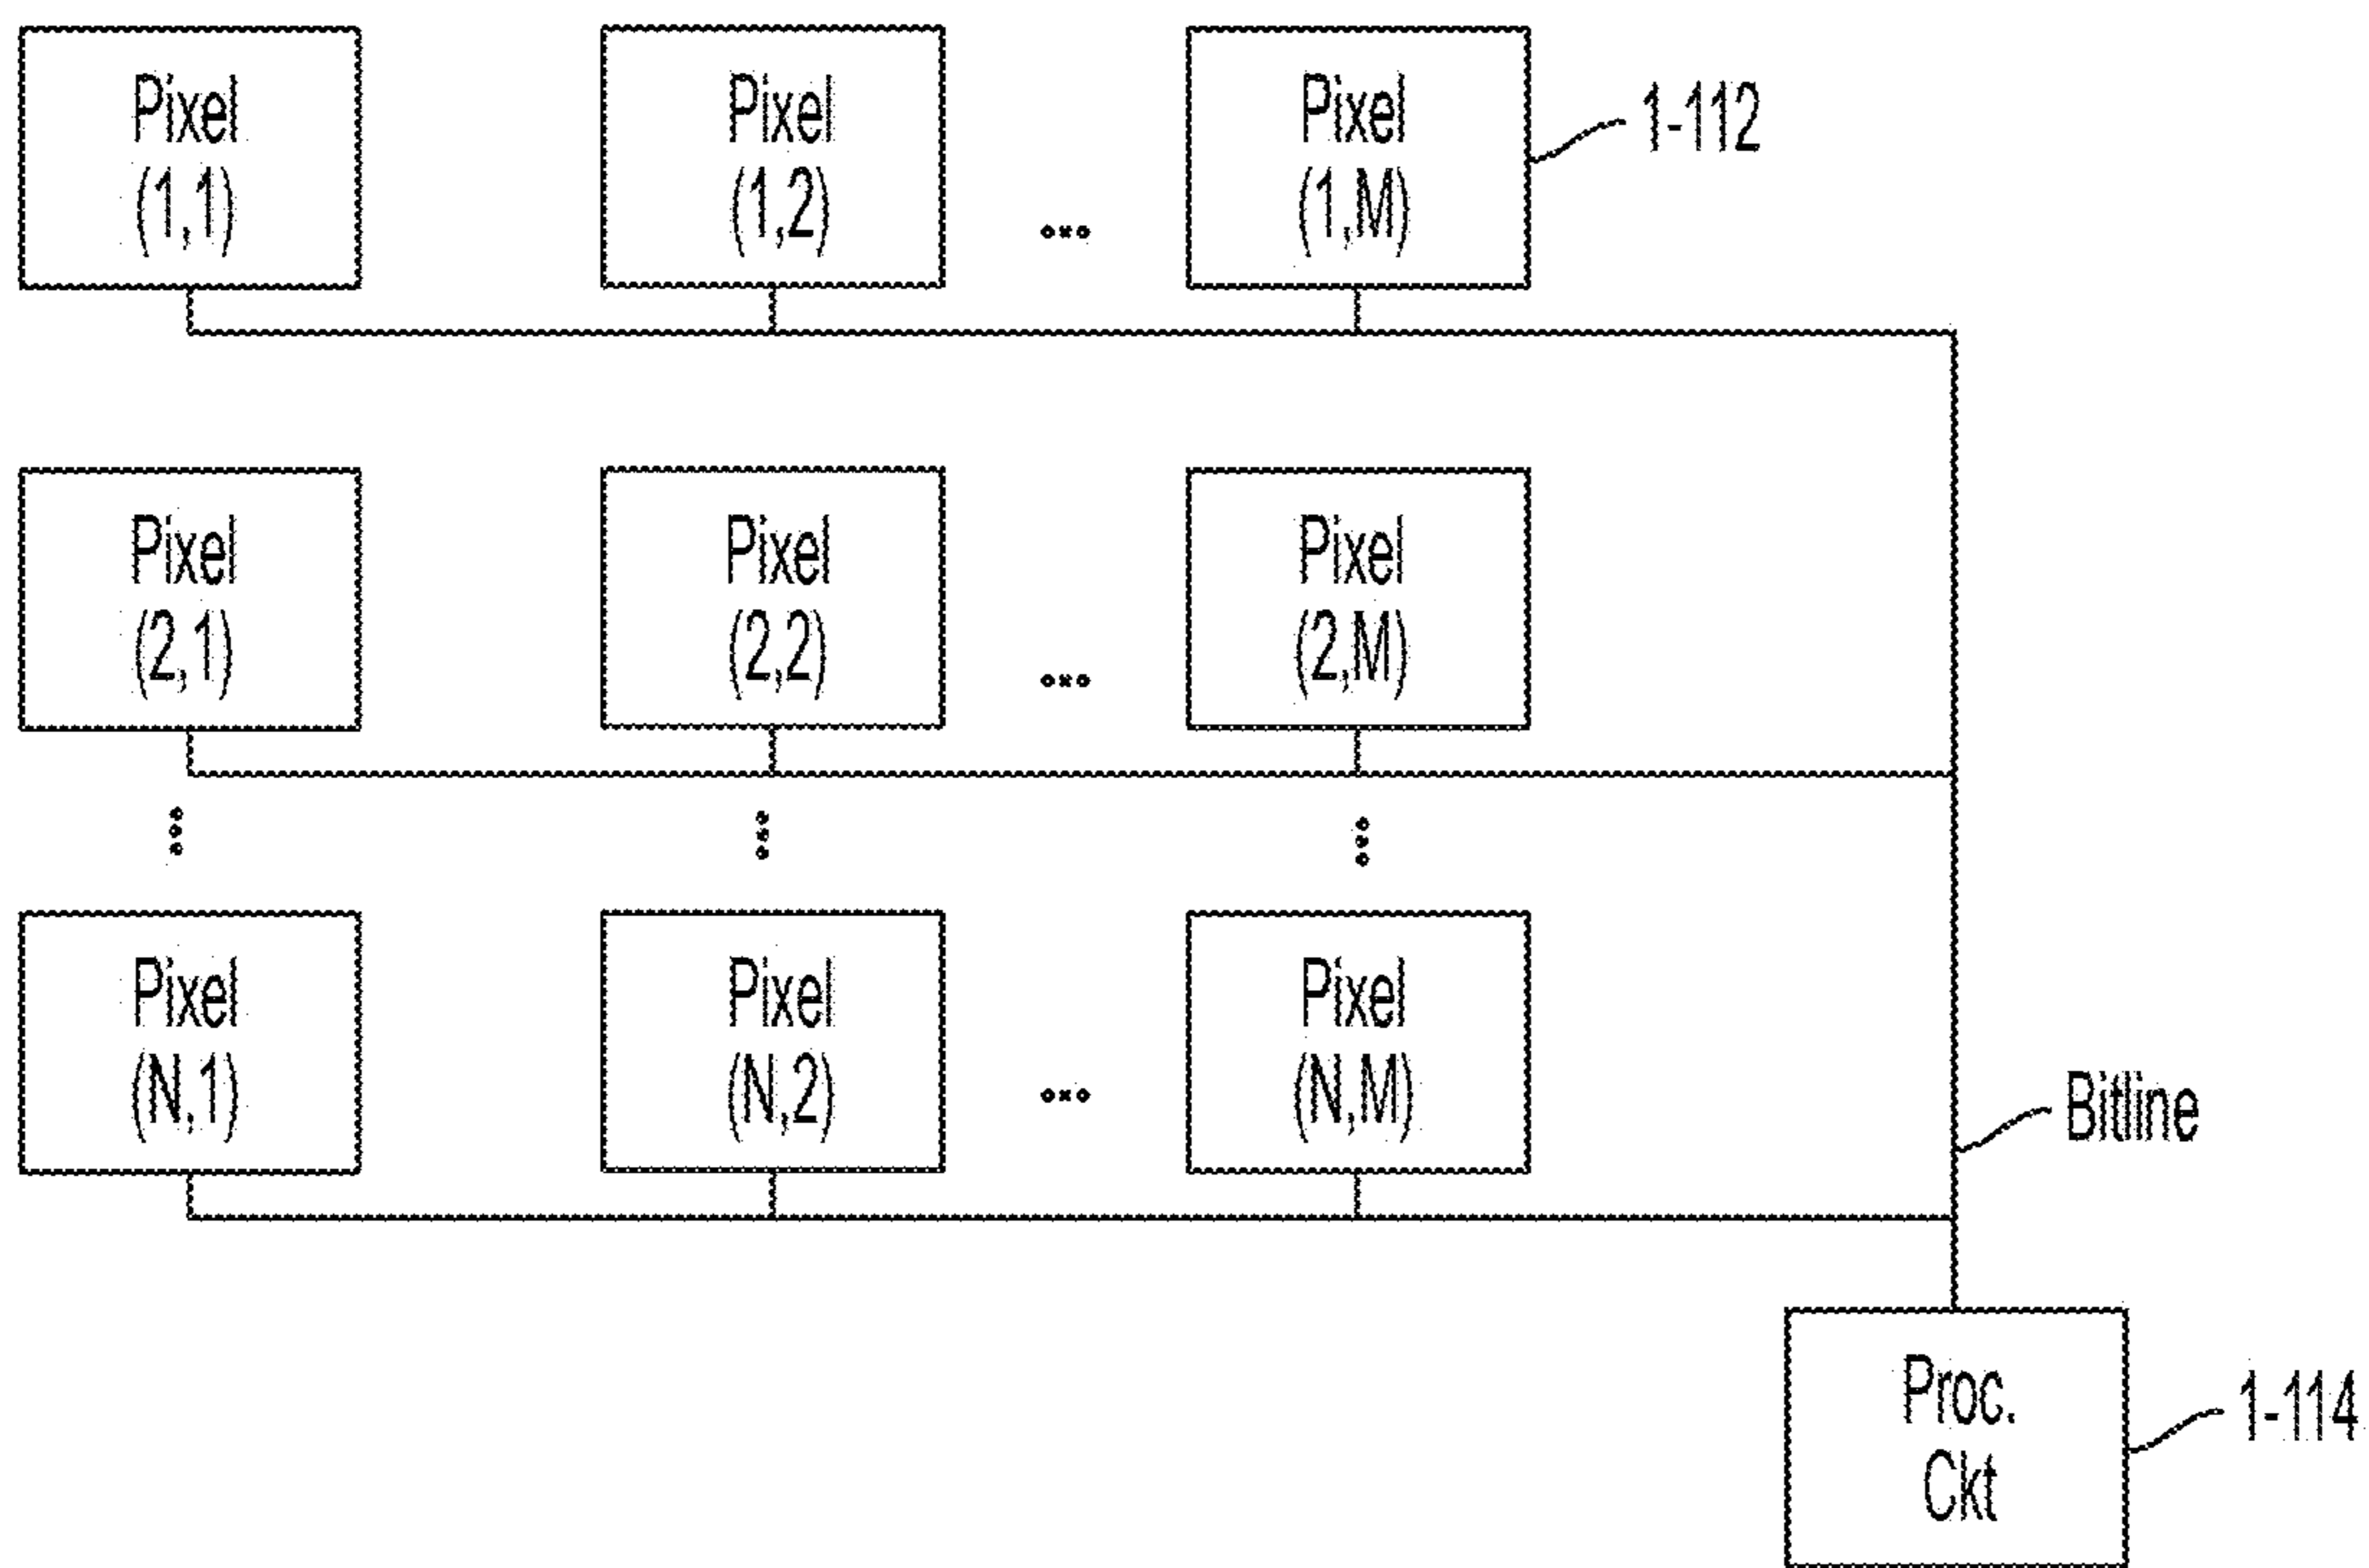 Pixel
(1,1)
Pixel
(1,2)
...
Pixel
(1,M)
1-112
Pixel
(2,1)
Pixel
(2,2)
...
Pixel
(2,M)
Pixel
(N,1)
Pixel
(N,2)
...
Pixel
(N,M)
Bitline
Proc.
Ckt
1-114